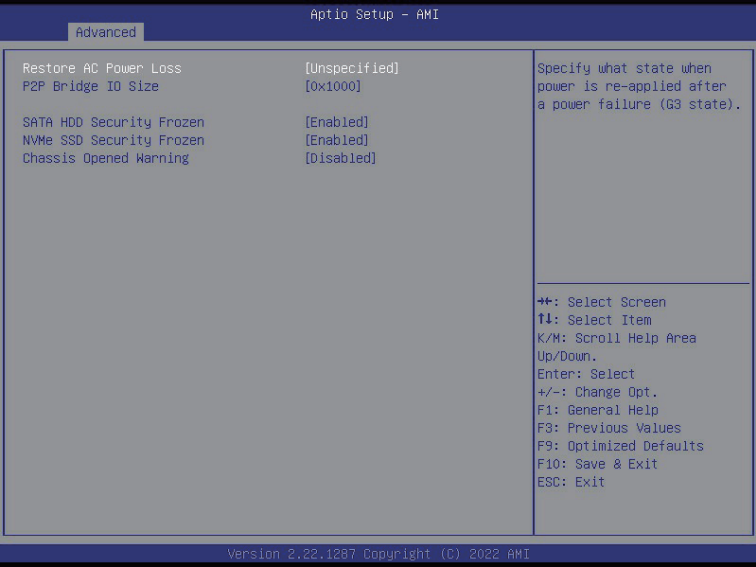 Aptio Setup – AMI
Advanced
Restore AC Power Loss [Unspecified]
P2P Bridge IO Size [0x1000]
SATA HDD Security Frozen [Enabled]
NVMe SSD Security Frozen [Enabled]
Chassis Opened Warning [Disabled]
Specify what state when
power is re-applied after
a power failure (G3 state).
→←: Select Screen
↑↓: Select Item
K/M: Scroll Help Area
Up/Down.
Enter: Select
+/-: Change Opt.
F1: General Help
F3: Previous Values
F9: Optimized Defaults
F10: Save & Exit
ESC: Exit
Version 2.22.1287 Copyright (C) 2022 AMI